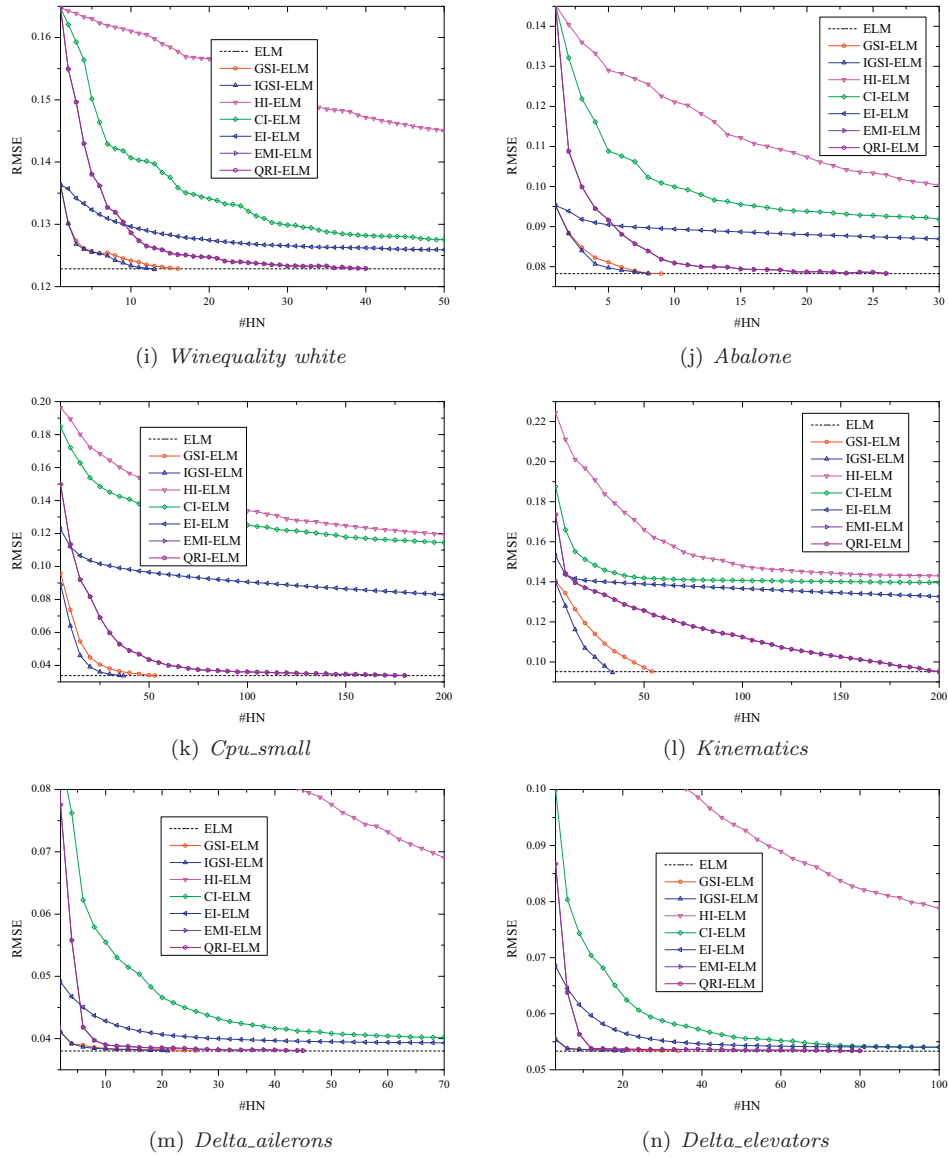 0.16
0.15
0.14
0.13
0.12
RMSE
ELM
GSI-ELM
IGSI-ELM
HI-ELM
CI-ELM
EI-ELM
EMI-ELM
QRI-ELM
10
20
30
40
50
#HN
(i) Winequality white
0.14
0.13
0.12
0.11
0.10
0.09
0.08
RMSE
ELM
GSI-ELM
IGSI-ELM
HI-ELM
CI-ELM
EI-ELM
EMI-ELM
QRI-ELM
5
10
15
20
25
30
#HN
(j) Abalone
0.20
0.18
0.16
0.14
0.12
0.10
0.08
0.06
0.04
RMSE
ELM
GSI-ELM
IGSI-ELM
HI-ELM
CI-ELM
EI-ELM
EMI-ELM
QRI-ELM
50
100
150
200
#HN
(k) Cpu_small
0.22
0.20
0.18
0.16
0.14
0.12
0.10
RMSE
ELM
GSI-ELM
IGSI-ELM
HI-ELM
CI-ELM
EI-ELM
EMI-ELM
QRI-ELM
50
100
150
200
#HN
(l) Kinematics
0.08
0.07
0.06
0.05
0.04
RMSE
ELM
GSI-ELM
IGSI-ELM
HI-ELM
CI-ELM
EI-ELM
EMI-ELM
QRI-ELM
10
20
30
40
50
60
70
#HN
(m) Delta_ailerons
0.10
0.09
0.08
0.07
0.06
0.05
RMSE
ELM
GSI-ELM
IGSI-ELM
HI-ELM
CI-ELM
EI-ELM
EMI-ELM
QRI-ELM
20
40
60
80
100
#HN
(n) Delta_elevators